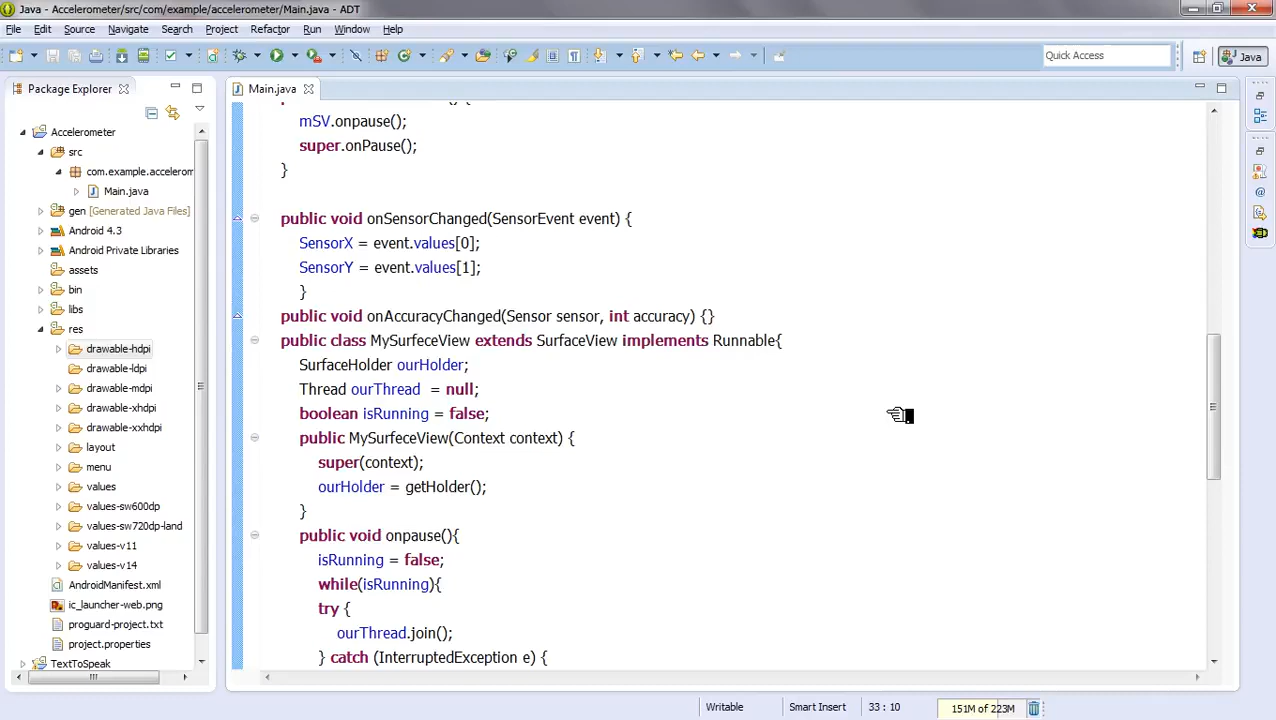 Java - Accelerometer/src/com/example/accelerometer/Main.java - ADT
File Edit Source Navigate Search Project Refactor Run Window Help
Quick Access
Java
Package Explorer
Main.java
Accelerometer
src
com.example.acceleron
Main.java
gen [Generated Java Files]
Android 4.3
Android Private Libraries
assets
bin
libs
res
drawable-hdpi
drawable-ldpi
drawable-mdpi
drawable-xhdpi
drawable-xxhdpi
layout
menu
values
values-sw600dp
values-sw720dp-land
values-v11
values-v14
AndroidManifest.xml
ic_launcher-web.png
proguard-project.txt
project.properties
TextToSpeak
mSV.onpause();
super.onPause();
}
public void onSensorChanged(SensorEvent event) {
SensorX = event.values[0];
SensorY = event.values[1];
}
public void onAccuracyChanged(Sensor sensor, int accuracy) {}
public class MySurfeceView extends SurfaceView implements Runnable{
SurfaceHolder ourHolder;
Thread ourThread  = null;
boolean isRunning = false;
public MySurfeceView(Context context) {
super(context);
ourHolder = getHolder();
}
public void onpause(){
isRunning = false;
while(isRunning){
try {
ourThread.join();
} catch (InterruptedException e) {
Writable
Smart Insert
33 : 10
151M of 223M